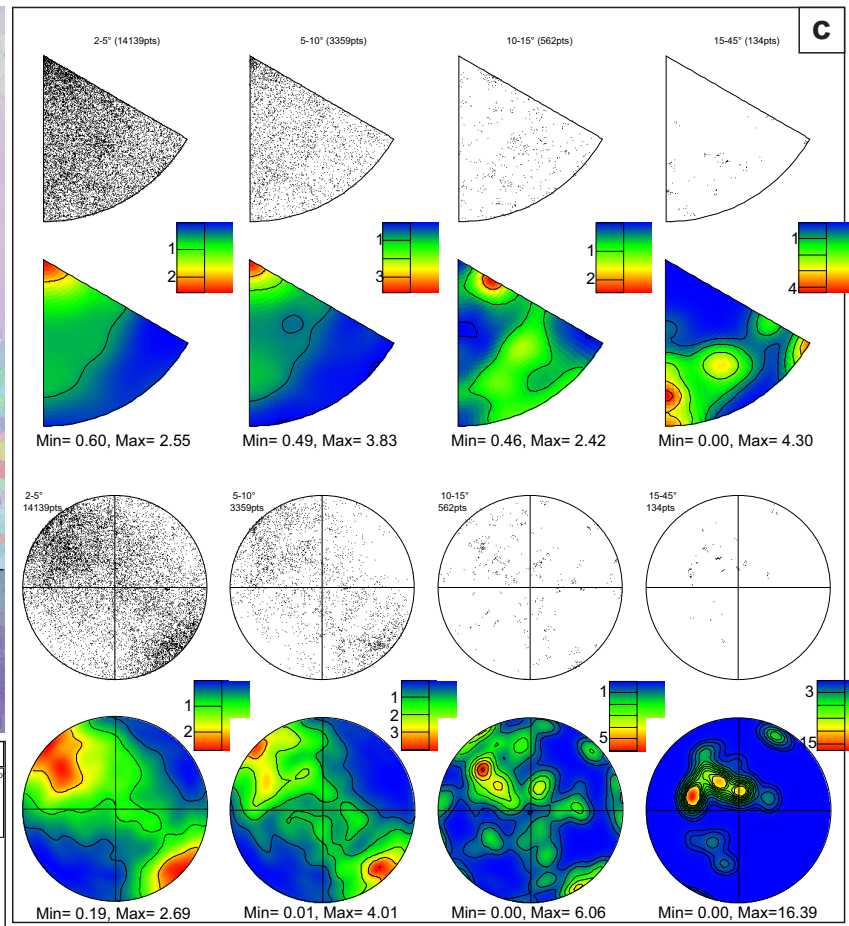 C
2-5° (14139pts) 5-10° (3359pts) 10-15° (562pts) 15-45° (134pts)
1 1 1 1
2 3 2 4
Min= 0.60, Max= 2.55 Min= 0.49, Max= 3.83 Min= 0.46, Max= 2.42 Min= 0.00, Max= 4.30
2-5° 5-10° 10-15° 15-45°
14139pts 3359pts 562pts 134pts
1 1 1 3
2 2 5 15
3
Min= 0.19, Max= 2.69 Min= 0.01, Max= 4.01 Min= 0.00, Max= 6.06 Min= 0.00, Max=16.39